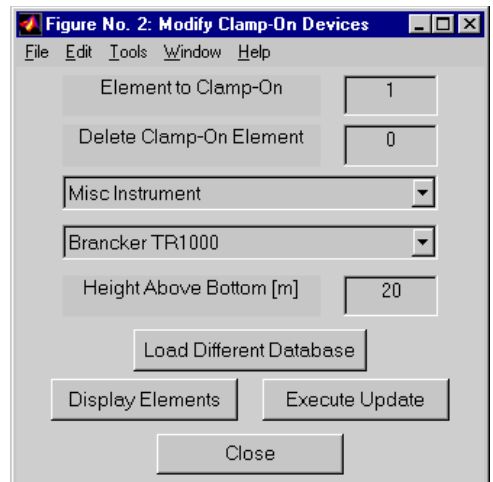 Figure No. 2: Modify Clamp-On Devices
File Edit Tools Window Help
Element to Clamp-On 1
Delete Clamp-On Element 0
Misc Instrument
Brancker TR1000
Height Above Bottom [m] 20
Load Different Database
Display Elements Execute Update
Close